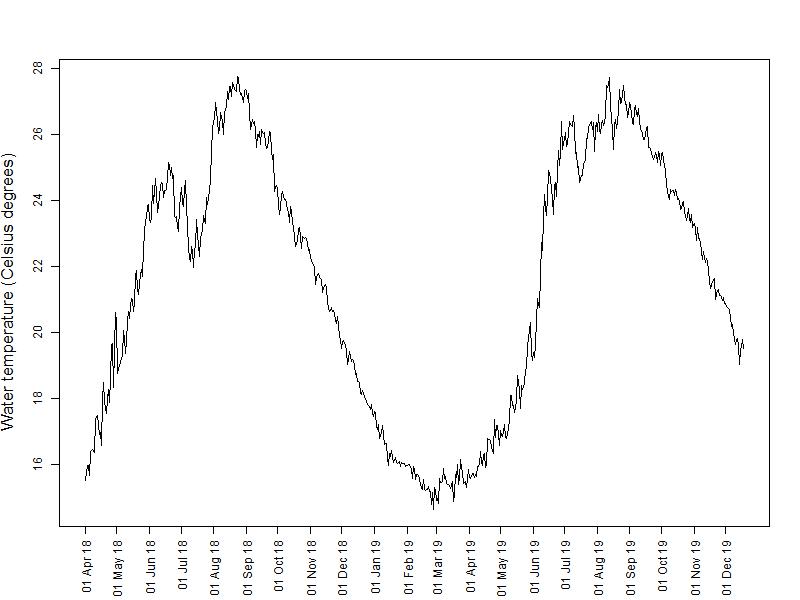 Water temperature (Celsius degrees)
28
26
24
22
20
18
16
01 Apr 18
01 May 18
01 Jun 18
01 Jul 18
01 Aug 18
01 Sep 18
01 Oct 18
01 Nov 18
01 Dec 18
01 Jan 19
01 Feb 19
01 Mar 19
01 Apr 19
01 May 19
01 Jun 19
01 Jul 19
01 Aug 19
01 Sep 19
01 Oct 19
01 Nov 19
01 Dec 19